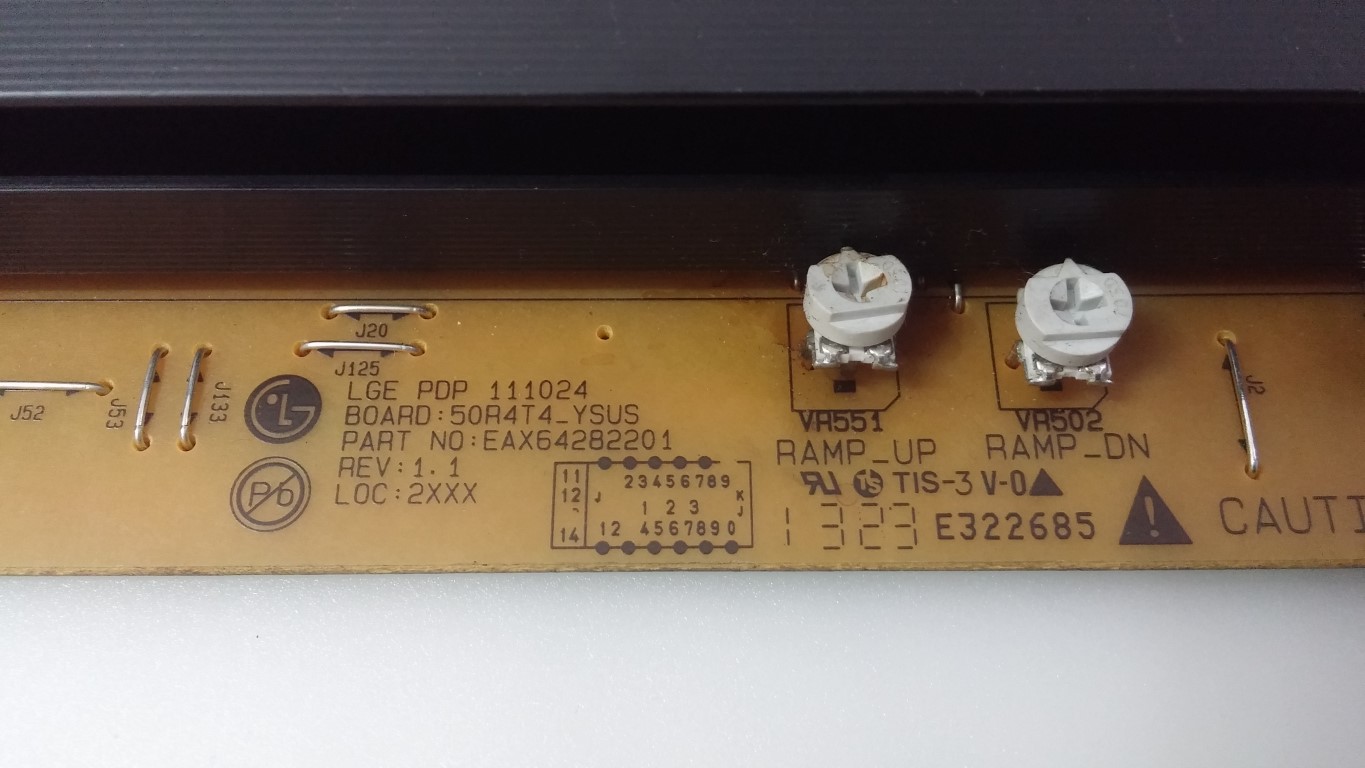 J20
J125
J52
J53
J133
J2
LG
LGE PDP 111024
BOARD:50R4T4_YSUS
PART NO:EAX64282201
REV:1.1
LOC:2XXX
Pb
11
12
14
J 23456789 K
1 2 3 J
12 4567890
VR551
RAMP_UP
VR502
RAMP_DN
TIS-3 V-0
1323 E322685
CAUTI